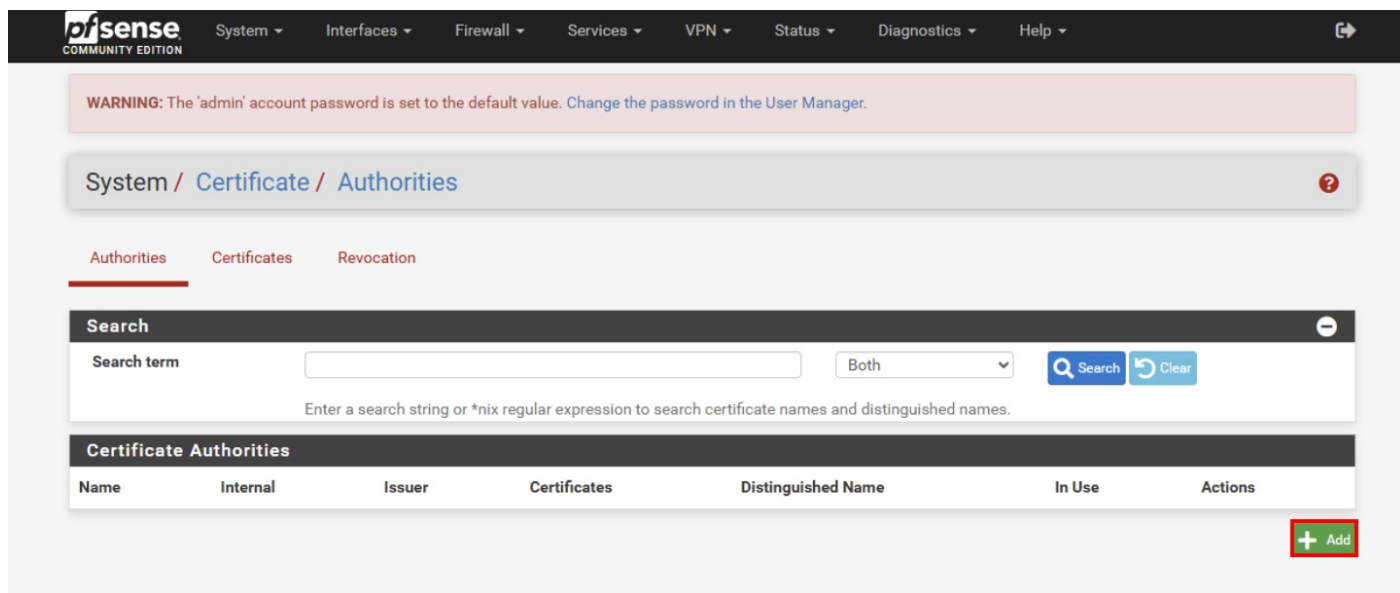 pfsense System Interfaces Firewall Services VPN Status Diagnostics Help
COMMUNITY EDITION
WARNING: The 'admin' account password is set to the default value. Change the password in the User Manager.
System / Certificate / Authorities
Authorities Certificates Revocation
Search
Search term Both Search Clear
Enter a search string or *nix regular expression to search certificate names and distinguished names.
Certificate Authorities
Name Internal Issuer Certificates Distinguished Name In Use Actions
Add